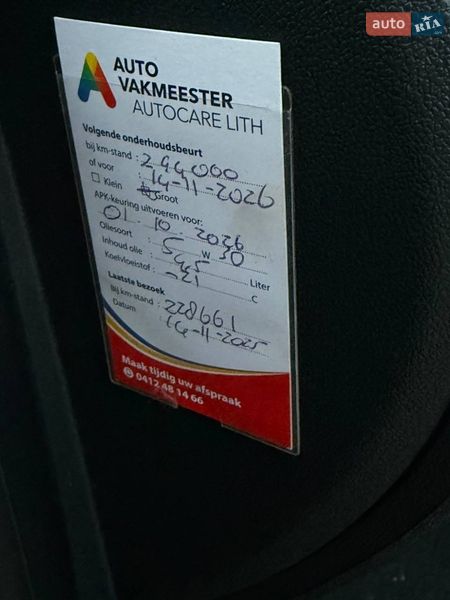 auto RIA
AUTO
VAKMEESTER
AUTOCARE LITH
Volgende onderhoudsbeurt
bij km-stand : 244000
of voor : 14-11-2026
Klein Groot
APK-keuring uitvoeren voor:
01-10-2026
Oliesoort : 5 W 30
Inhoud olie : 5,45 Liter
Koelvloeistof : -21 C
Laatste bezoek
Bij km-stand : 228661
Datum : 14-11-2025
Maak tijdig uw afspraak
0412 48 14 66